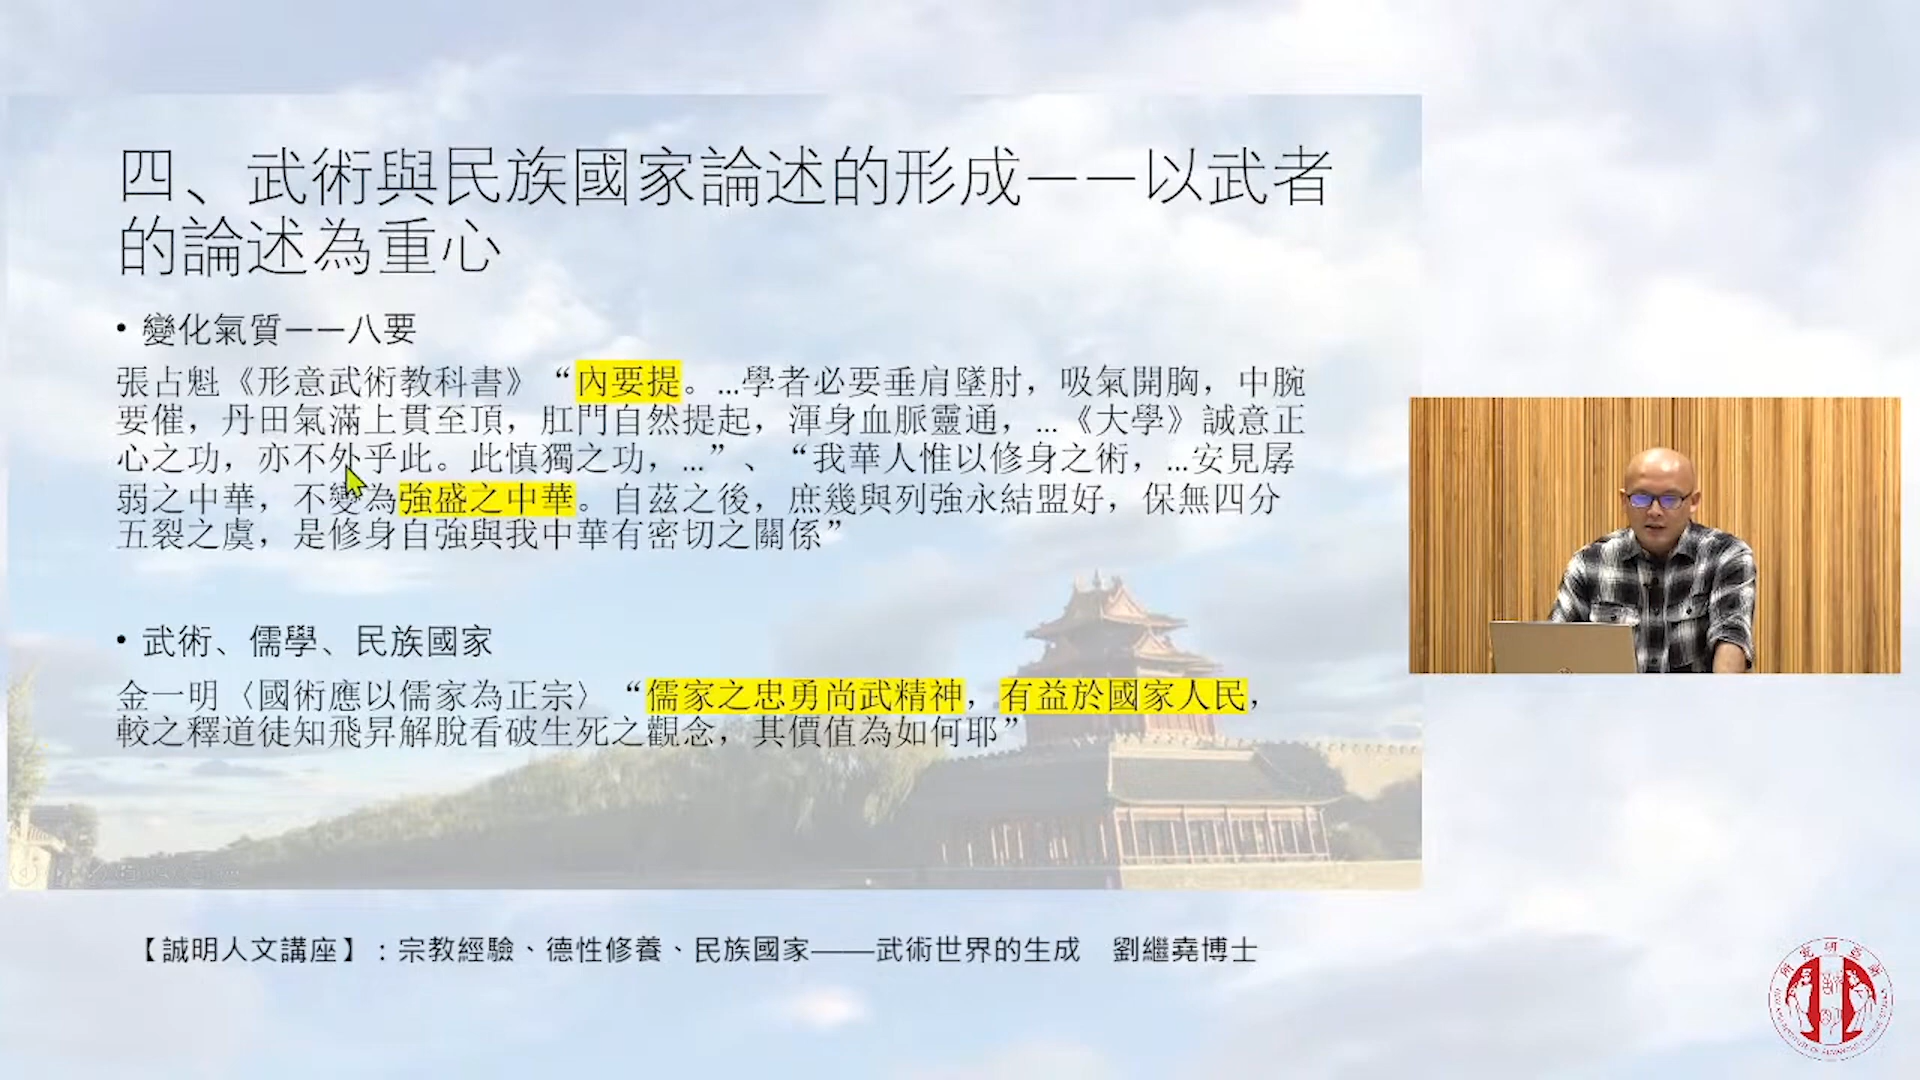 四、武術與民族國家論述的形成——以武者
的論述為重心
• 變化氣質——八要
張占魁《形意武術教科書》“內要提。…學者必要垂肩墜肘，吸氣開胸，中腕
要催，丹田氣滿上貫至頂，肛門自然提起，渾身血脈靈通，…《大學》誠意正
心之功，亦不外乎此。此慎獨之功，…”、“我華人惟以修身之術，…安見孱
弱之中華，不變為強盛之中華。自茲之後，庶幾與列強永結盟好，保無四分
五裂之虞，是修身自強與我中華有密切之關係”
• 武術、儒學、民族國家
金一明〈國術應以儒家為正宗〉“儒家之忠勇尚武精神，有益於國家人民，
較之釋道徒知飛昇解脫看破生死之觀念，其價值為如何耶”
【誠明人文講座】：宗教經驗、德性修養、民族國家——武術世界的生成　劉繼堯博士